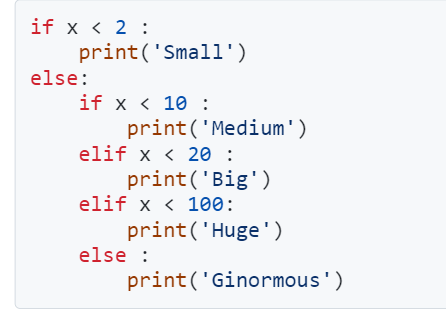 if x < 2 :
    print('Small')
else:
    if x < 10 :
        print('Medium')
    elif x < 20 :
        print('Big')
    elif x < 100:
        print('Huge')
    else :
        print('Ginormous')